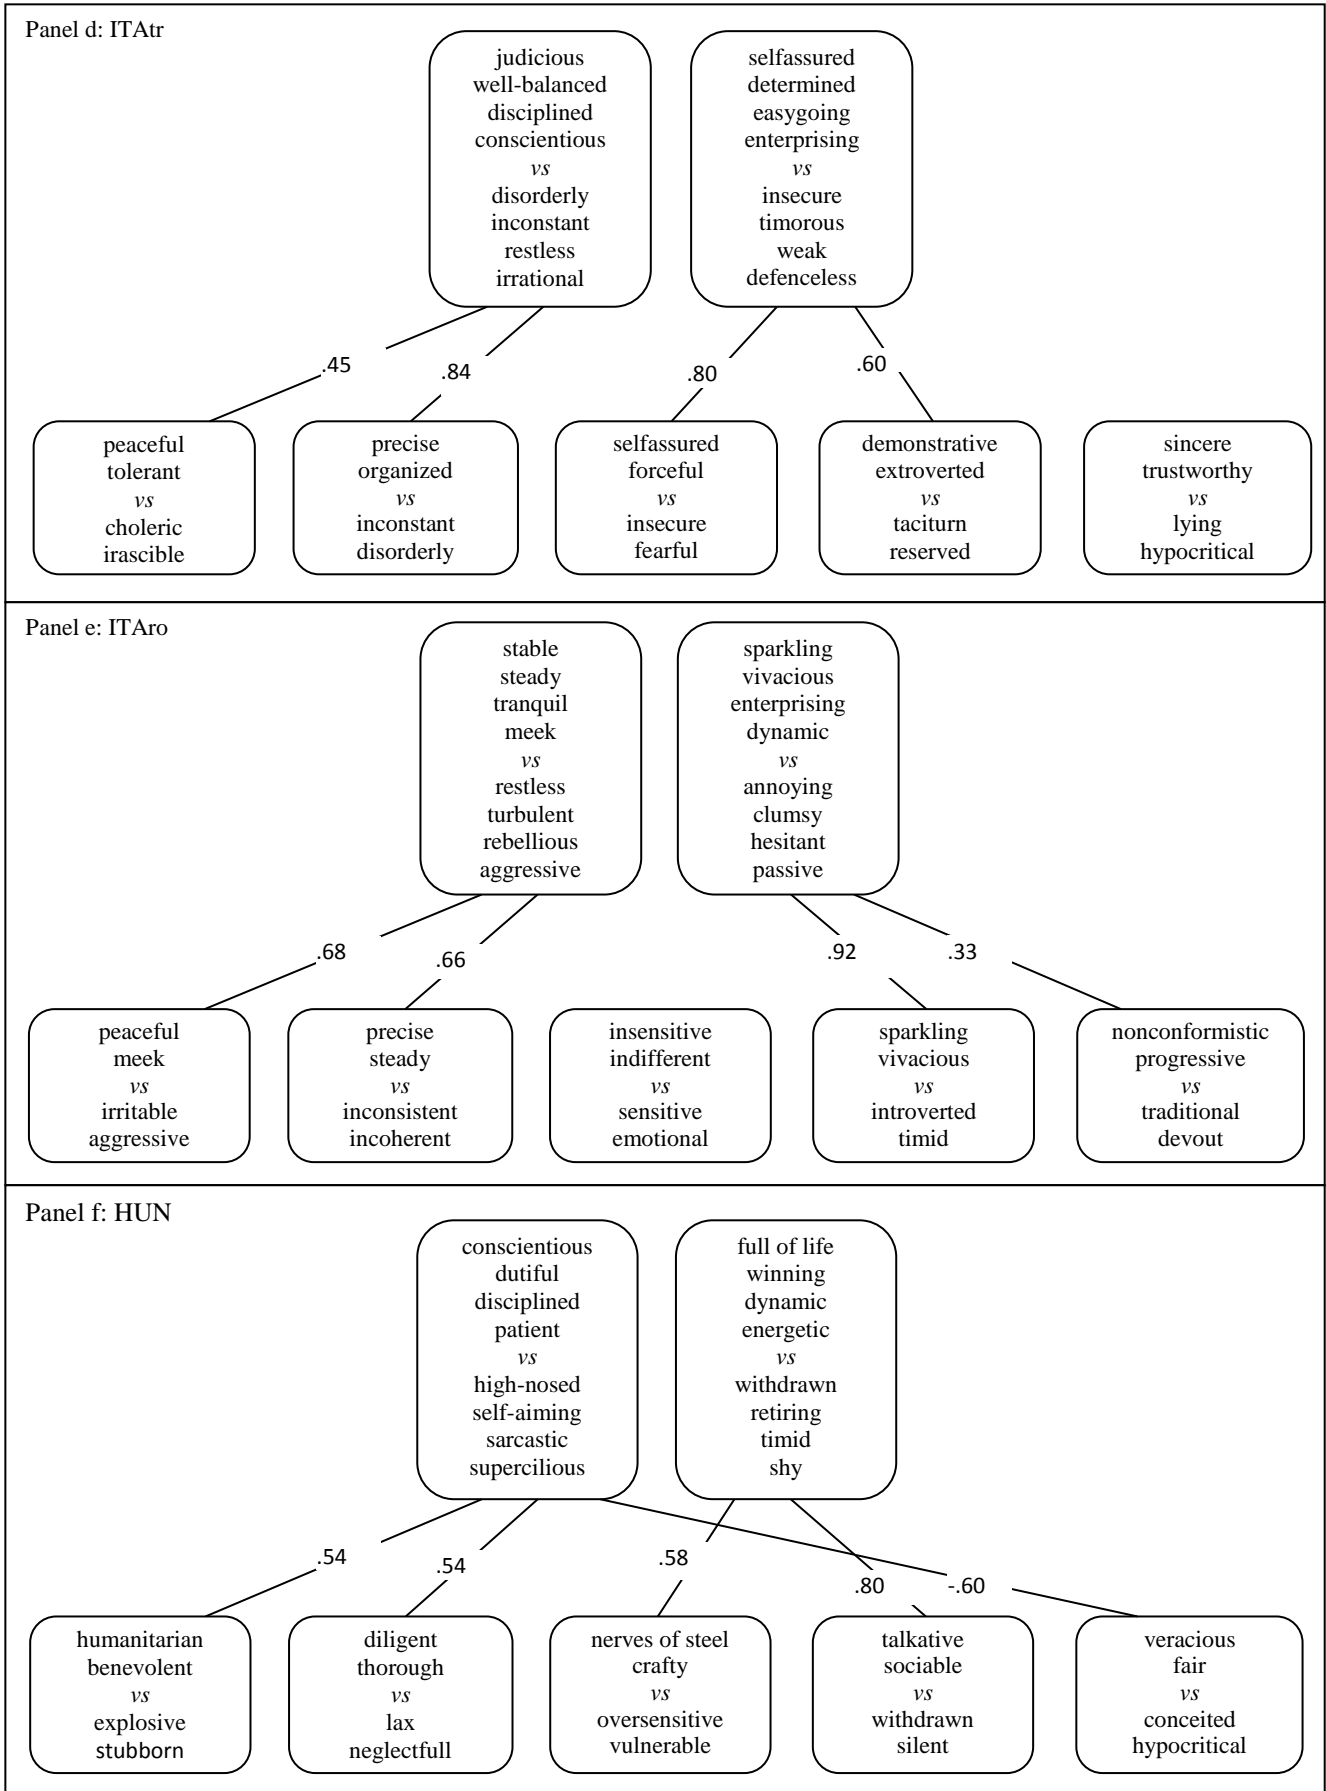 Panel d: ITAtr
judicious
well-balanced
disciplined
conscientious
vs
disorderly
inconstant
restless
irrational
selfassured
determined
easygoing
enterprising
vs
insecure
timorous
weak
defenceless
.45
.84
.80
.60
peaceful
tolerant
vs
choleric
irascible
precise
organized
vs
inconstant
disorderly
selfassured
forceful
vs
insecure
fearful
demonstrative
extroverted
vs
taciturn
reserved
sincere
trustworthy
vs
lying
hypocritical
Panel e: ITAro
stable
steady
tranquil
meek
vs
restless
turbulent
rebellious
aggressive
sparkling
vivacious
enterprising
dynamic
vs
annoying
clumsy
hesitant
passive
.68
.66
.92
.33
peaceful
meek
vs
irritable
aggressive
precise
steady
vs
inconsistent
incoherent
insensitive
indifferent
vs
sensitive
emotional
sparkling
vivacious
vs
introverted
timid
nonconformistic
progressive
vs
traditional
devout
Panel f: HUN
conscientious
dutiful
disciplined
patient
vs
high-nosed
self-aiming
sarcastic
supercilious
full of life
winning
dynamic
energetic
vs
withdrawn
retiring
timid
shy
.54
.54
.58
.80
-.60
humanitarian
benevolent
vs
explosive
stubborn
diligent
thorough
vs
lax
neglectfull
nerves of steel
crafty
vs
oversensitive
vulnerable
talkative
sociable
vs
withdrawn
silent
veracious
fair
vs
conceited
hypocritical